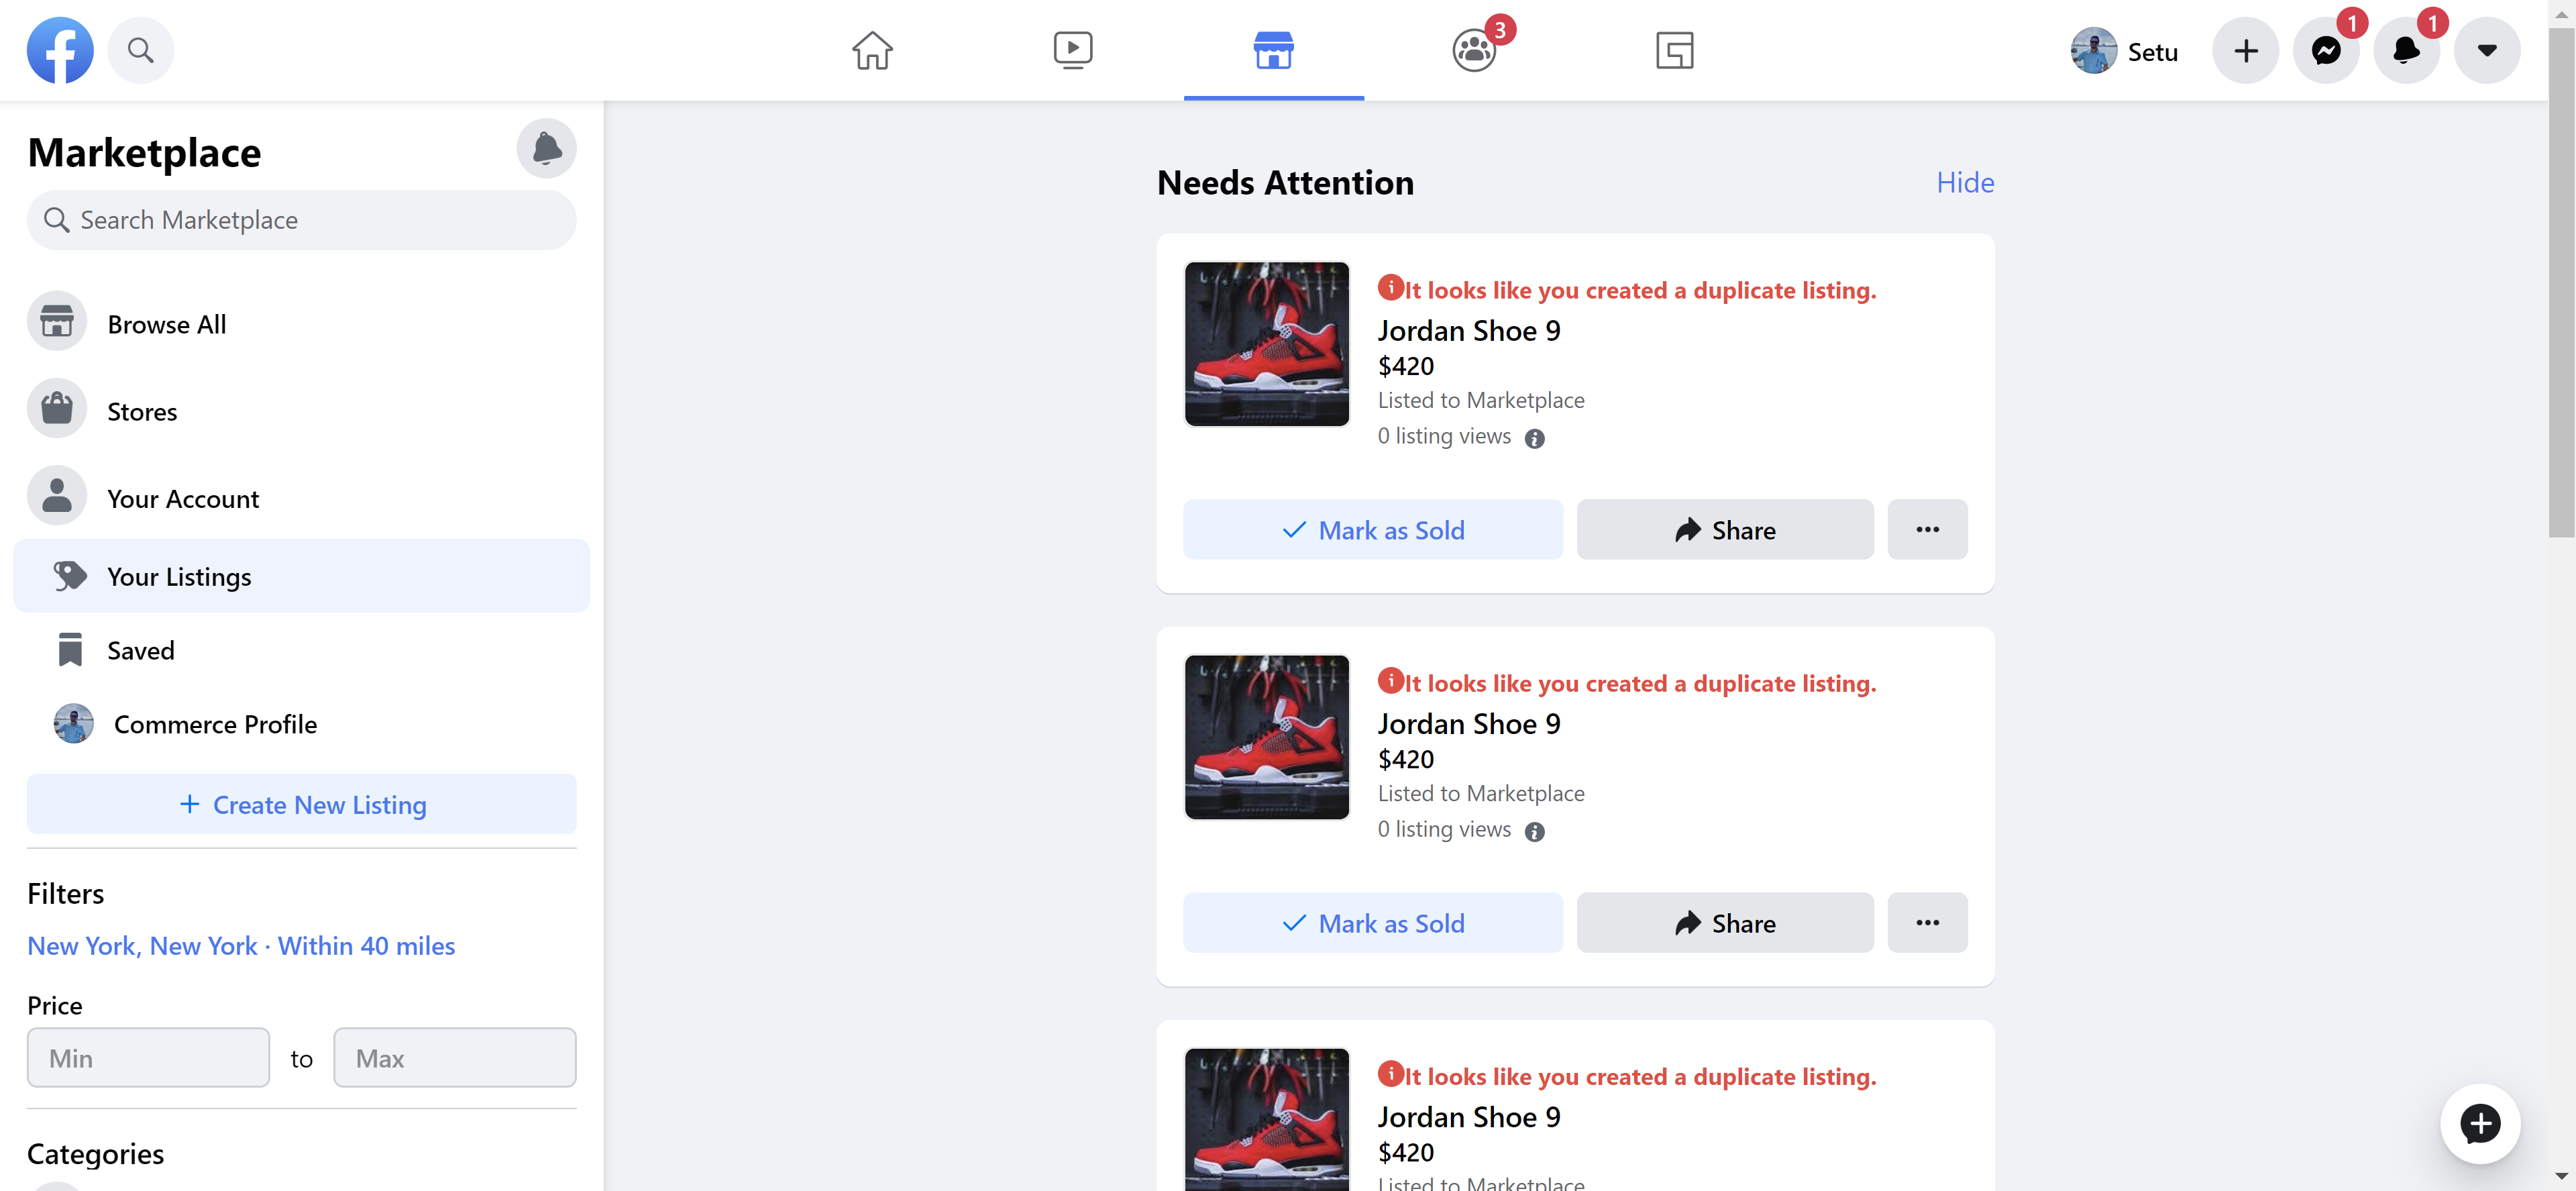 3
Setu
1
1
Marketplace
Search Marketplace
Browse All
Stores
Your Account
Your Listings
Saved
Commerce Profile
Create New Listing
Filters
New York, New York · Within 40 miles
Price
Min to Max
Categories
Needs Attention
Hide
It looks like you created a duplicate listing.
Jordan Shoe 9
$420
Listed to Marketplace
0 listing views
Mark as Sold
Share
It looks like you created a duplicate listing.
Jordan Shoe 9
$420
Listed to Marketplace
0 listing views
Mark as Sold
Share
It looks like you created a duplicate listing.
Jordan Shoe 9
$420
Listed to Marketplace